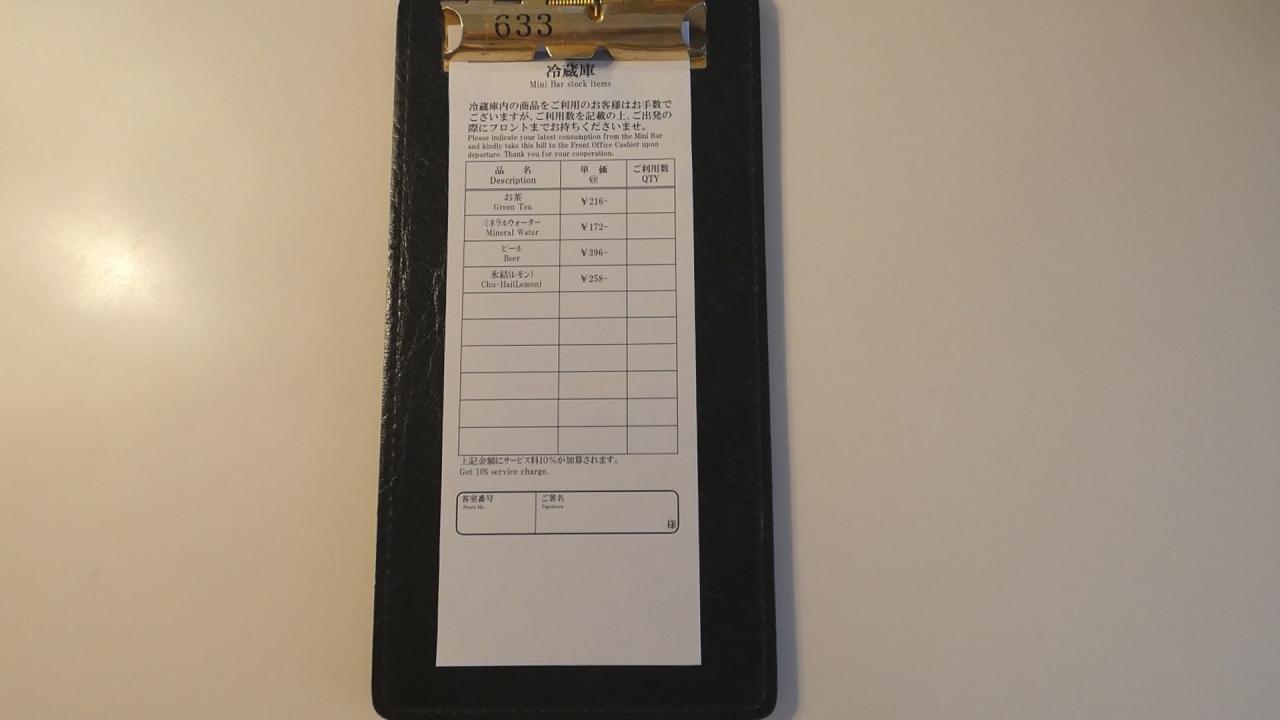 633
冷蔵庫
Mini Bar stock items
冷蔵庫内の商品をご利用のお客様はお手数で
ございますが、ご利用数を記載の上、ご出発の
際にフロントまでお持ちくださいませ。
Please indicate your latest consumption from the Mini Bar
and kindly take this bill to the Front Office Cashier upon
departure. Thank you for your cooperation.
品 名 単 価 ご利用数
Description @ QTY
お茶
Green Tea ¥216-
ミネラルウォーター
Mineral Water ¥172-
ビール
Beer ¥396-
氷結(レモン)
Chu-Hai(Lemon) ¥258-
上記金額にサービス料10%が加算されます。
Get 10% service charge.
客室番号 ご署名
Room No. Signature
様